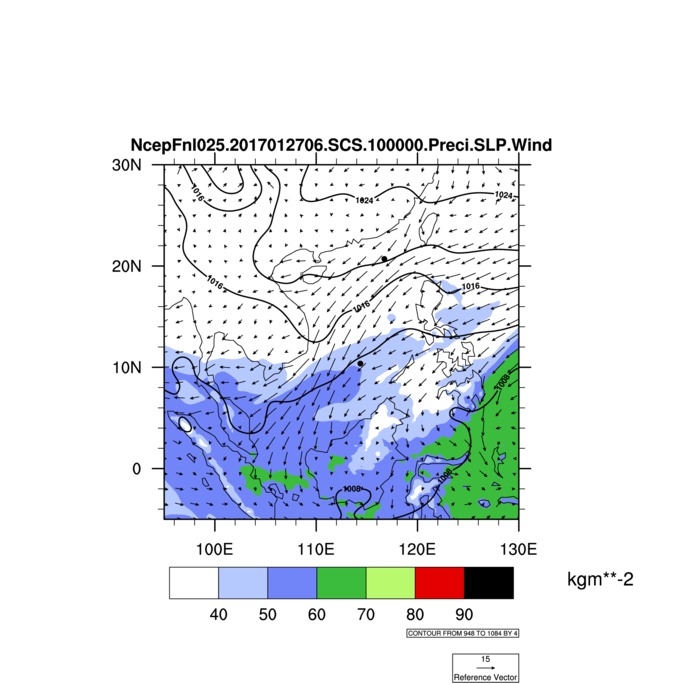 NcepFnl025.2017012706.SCS.100000.Preci.SLP.Wind
30N
1016
1024
1024
20N
1016
1016
1016
10N
1008
0
1008
1008
100E 110E 120E 130E
kgm**-2
40 50 60 70 80 90
CONTOUR FROM 948 TO 1084 BY 4
15
Reference Vector